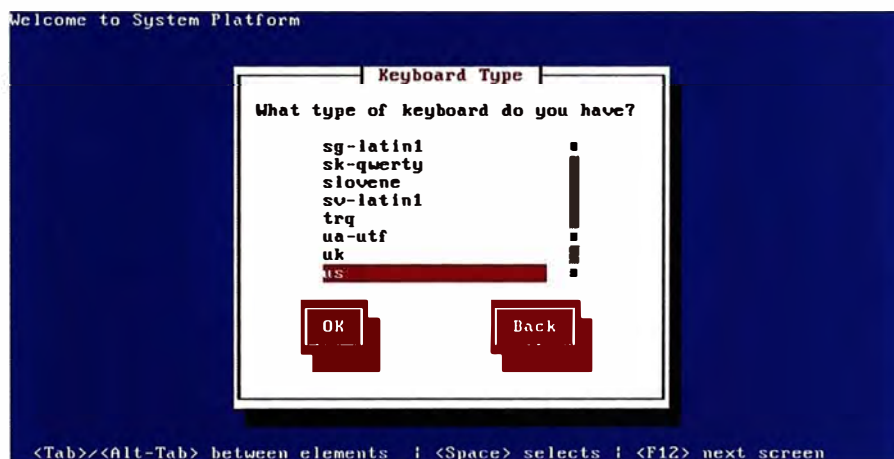 Welcome to System Platform
Keyboard Type
What type of keyboard do you have?
sg-latin1
sk-qwerty
slovene
sv-latin1
trq
ua-utf
uk
us
OK Back
<Tab>/<Alt-Tab> between elements | <Space> selects | <F12> next screen